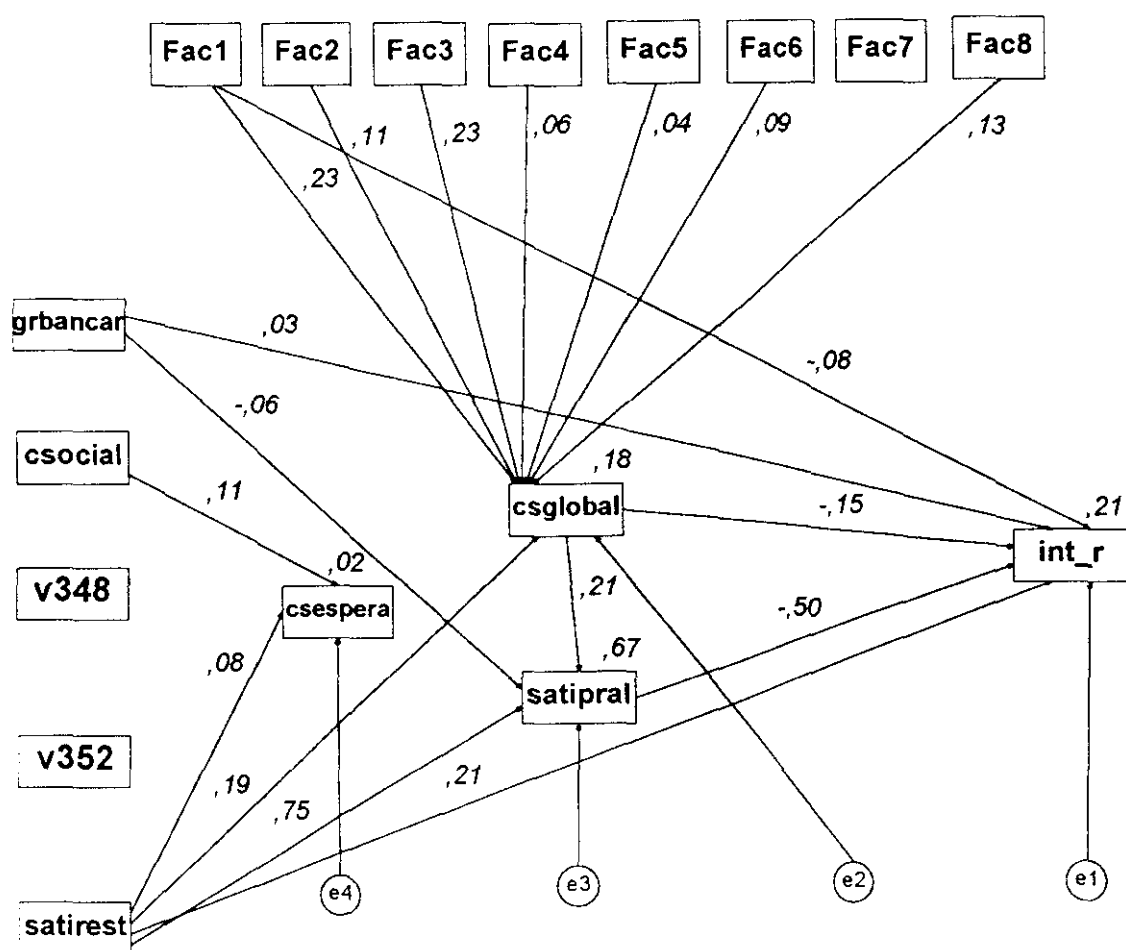 Fac1 Fac2 Fac3 Fac4 Fac5 Fac6 Fac7 Fac8
,11 ,23 ,06 ,04 ,09 ,13
,23
grbancar
,03
-,08
-,06
csocial
,11
,18
csglobal
-,15
,21
int_r
,02
v348
csespera
,21
-,50
,08
,67
satipral
v352
,19
,75
,21
e4 e3 e2 e1
satirest